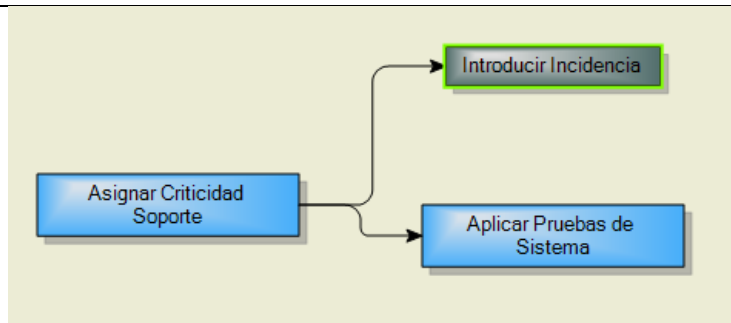 Introducir Incidencia
Asignar Criticidad
Soporte
Aplicar Pruebas de
Sistema